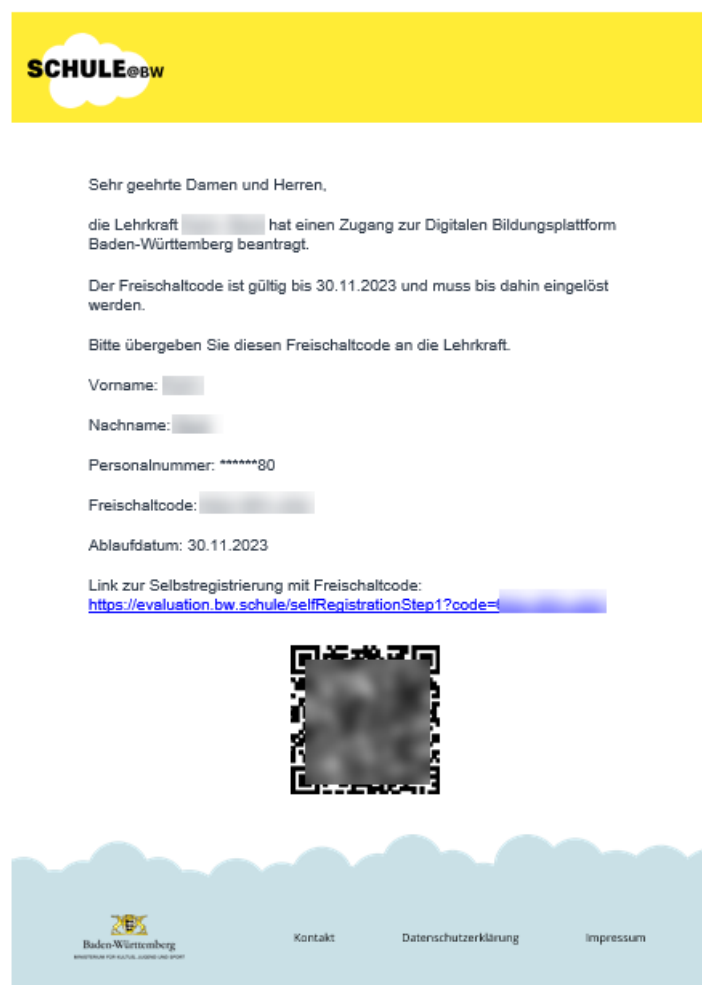 SCHULE@BW
Sehr geehrte Damen und Herren,
die Lehrkraft hat einen Zugang zur Digitalen Bildungsplattform
Baden-Württemberg beantragt.
Der Freischaltcode ist gültig bis 30.11.2023 und muss bis dahin eingelöst
werden.
Bitte übergeben Sie diesen Freischaltcode an die Lehrkraft.
Vorname:
Nachname:
Personalnummer: ******80
Freischaltcode:
Ablaufdatum: 30.11.2023
Link zur Selbstregistrierung mit Freischaltcode:
https://evaluation.bw.schule/selfRegistrationStep1?code=
Baden-Württemberg
MINISTERIUM FÜR KULTUS, JUGEND UND SPORT
Kontakt
Datenschutzerklärung
Impressum